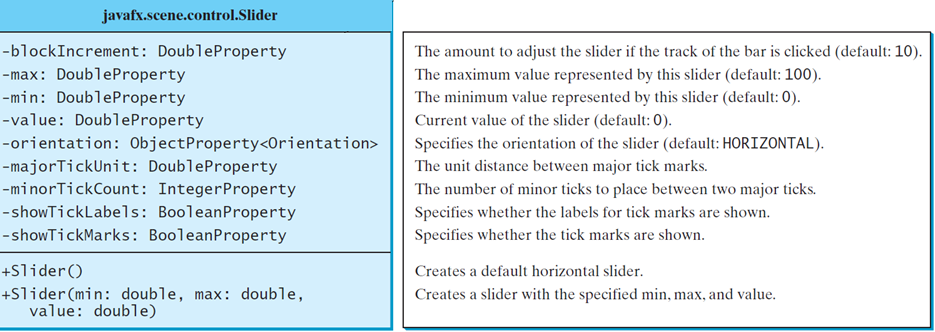 javafx.scene.control.Slider
-blockIncrement: DoubleProperty
-max: DoubleProperty
-min: DoubleProperty
-value: DoubleProperty
-orientation: ObjectProperty<Orientation>
-majorTickUnit: DoubleProperty
-minorTickCount: IntegerProperty
-showTickLabels: BooleanProperty
-showTickMarks: BooleanProperty
+Slider()
+Slider(min: double, max: double,
value: double)
The amount to adjust the slider if the track of the bar is clicked (default: 10).
The maximum value represented by this slider (default: 100).
The minimum value represented by this slider (default: 0).
Current value of the slider (default: 0).
Specifies the orientation of the slider (default: HORIZONTAL).
The unit distance between major tick marks.
The number of minor ticks to place between two major ticks.
Specifies whether the labels for tick marks are shown.
Specifies whether the tick marks are shown.
Creates a default horizontal slider.
Creates a slider with the specified min, max, and value.